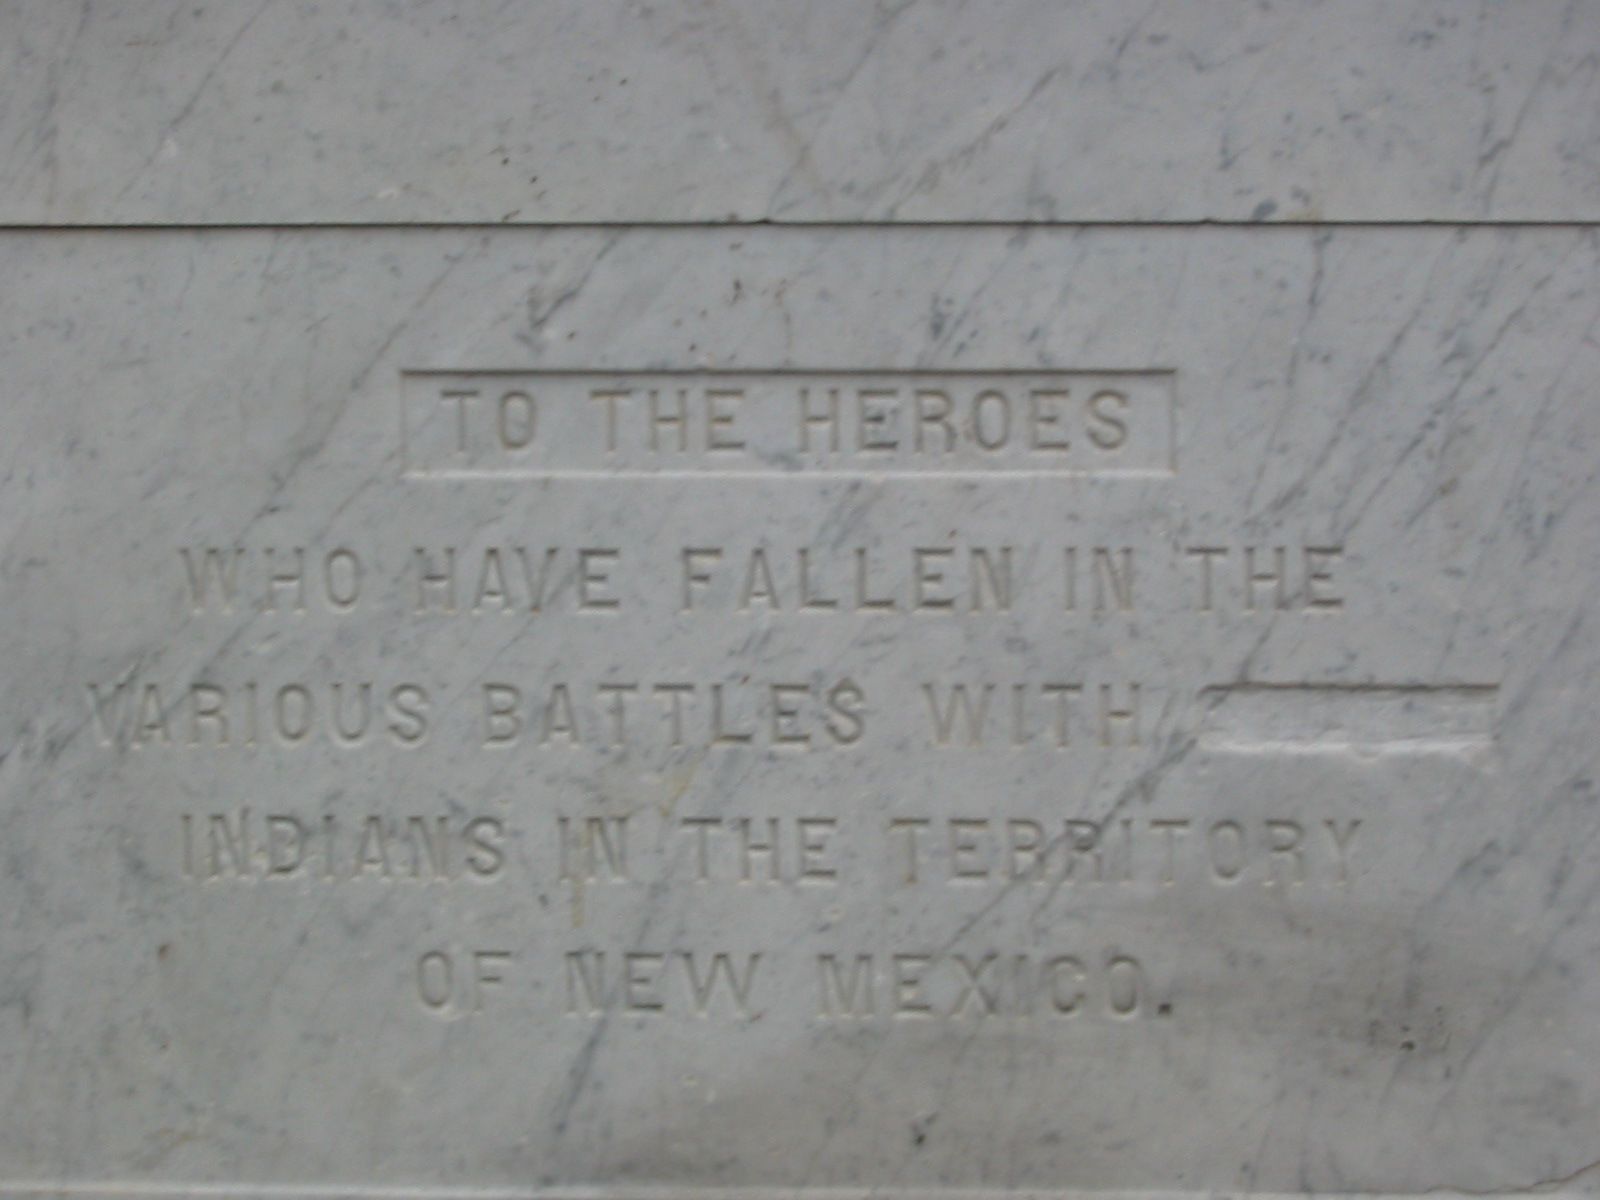 TO THE HEROES
WHO HAVE FALLEN IN THE
VARIOUS BATTLES WITH
INDIANS IN THE TERRITORY
OF NEW MEXICO.